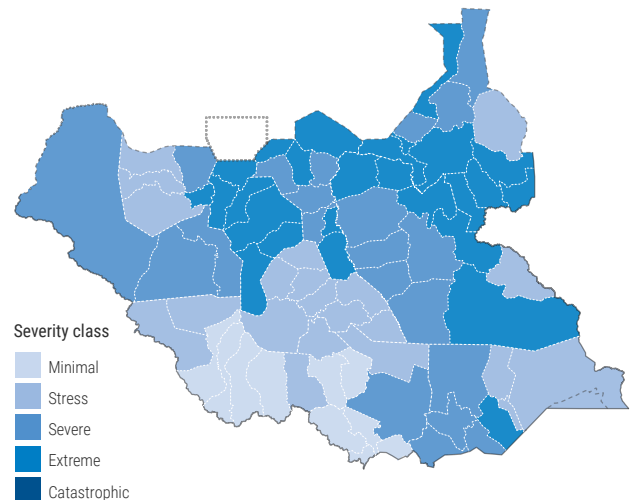 Severity class
Minimal
Stress
Severe
Extreme
Catastrophic